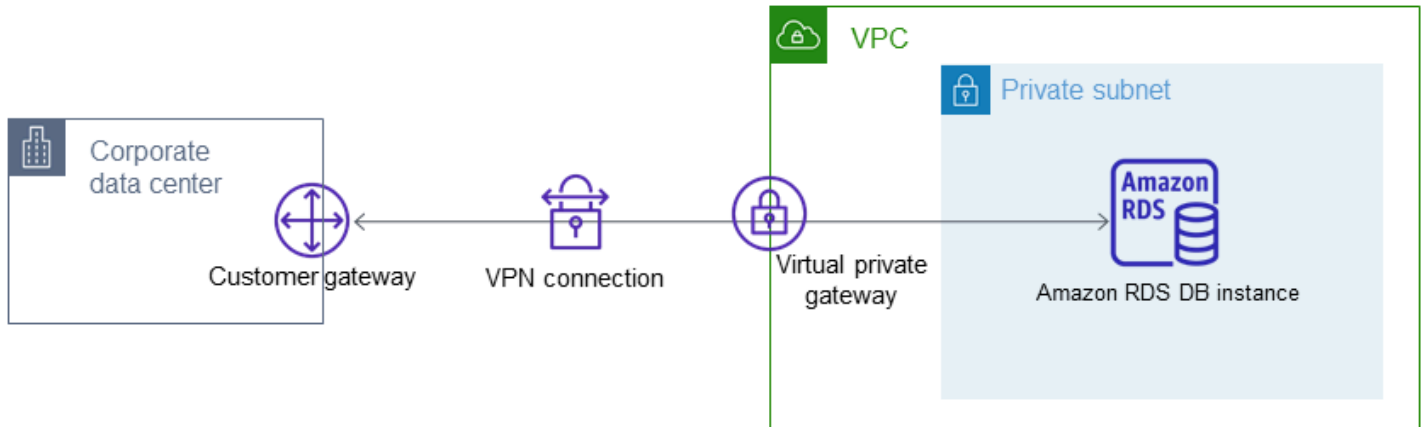 VPC
Private subnet
Corporate
data center
Amazon
RDS
Customer gateway
VPN connection
Virtual private
gateway
Amazon RDS DB instance